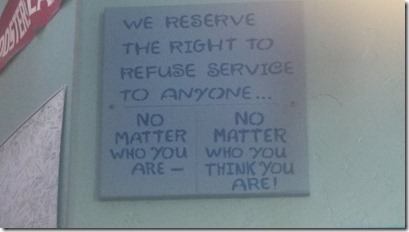 WE RESERVE
THE RIGHT TO
REFUSE SERVICE
TO ANYONE...
NO
MATTER
WHO YOU
ARE —
NO
MATTER
WHO YOU
THINK YOU
ARE!